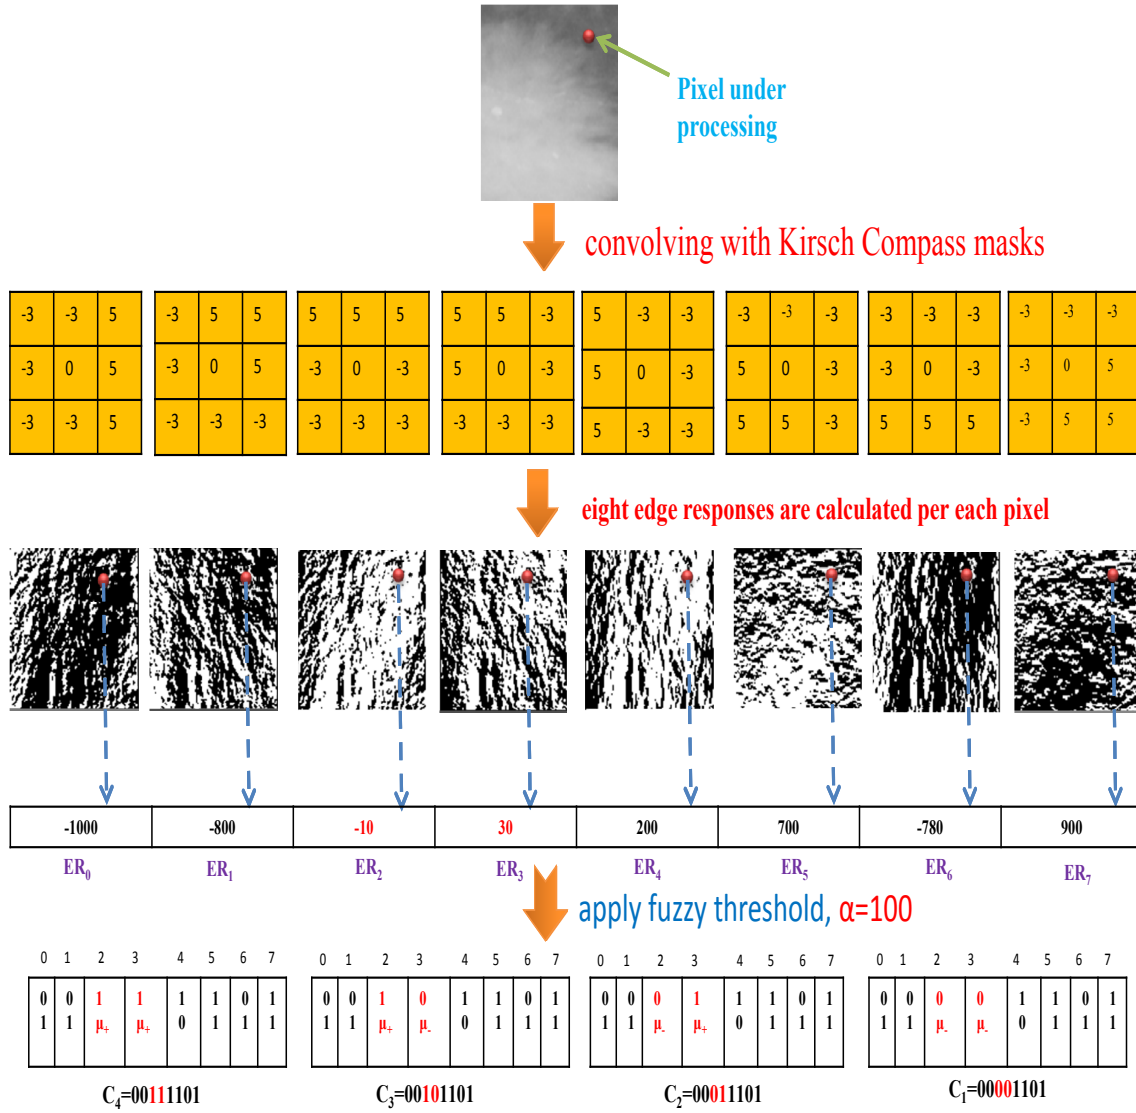 Pixel under
processing
convolving with Kirsch Compass masks
-3 -3 5 -3 5 5 5 5 5 5 5 -3 5 -3 -3 -3 -3 -3 -3 -3 -3 -3 -3 -3
-3 0 5 -3 0 5 -3 0 -3 5 0 -3 5 0 -3 5 0 -3 -3 0 -3 -3 0 5
-3 -3 5 -3 -3 -3 -3 -3 -3 -3 -3 -3 5 -3 -3 5 5 -3 5 5 5 -3 5 5
eight edge responses are calculated per each pixel
-1000 -800 -10 30 200 700 -780 900
ER₀ ER₁ ER₂ ER₃ ER₄ ER₅ ER₆ ER₇
apply fuzzy threshold, α=100
0 1 2 3 4 5 6 7 0 1 2 3 4 5 6 7 0 1 2 3 4 5 6 7 0 1 2 3 4 5 6 7
0 0 1 1 1 1 0 1 0 0 1 0 1 1 0 1 0 0 0 1 1 1 0 1 0 0 0 0 1 1 0 1
1 1 μ₊ μ₊ 0 1 1 1 1 1 μ₊ μ₋ 0 1 1 1 1 1 μ₋ μ₊ 0 1 1 1 1 1 μ₋ μ₋ 0 1 1 1
C₄=00111101 C₃=00101101 C₂=00011101 C₁=00001101